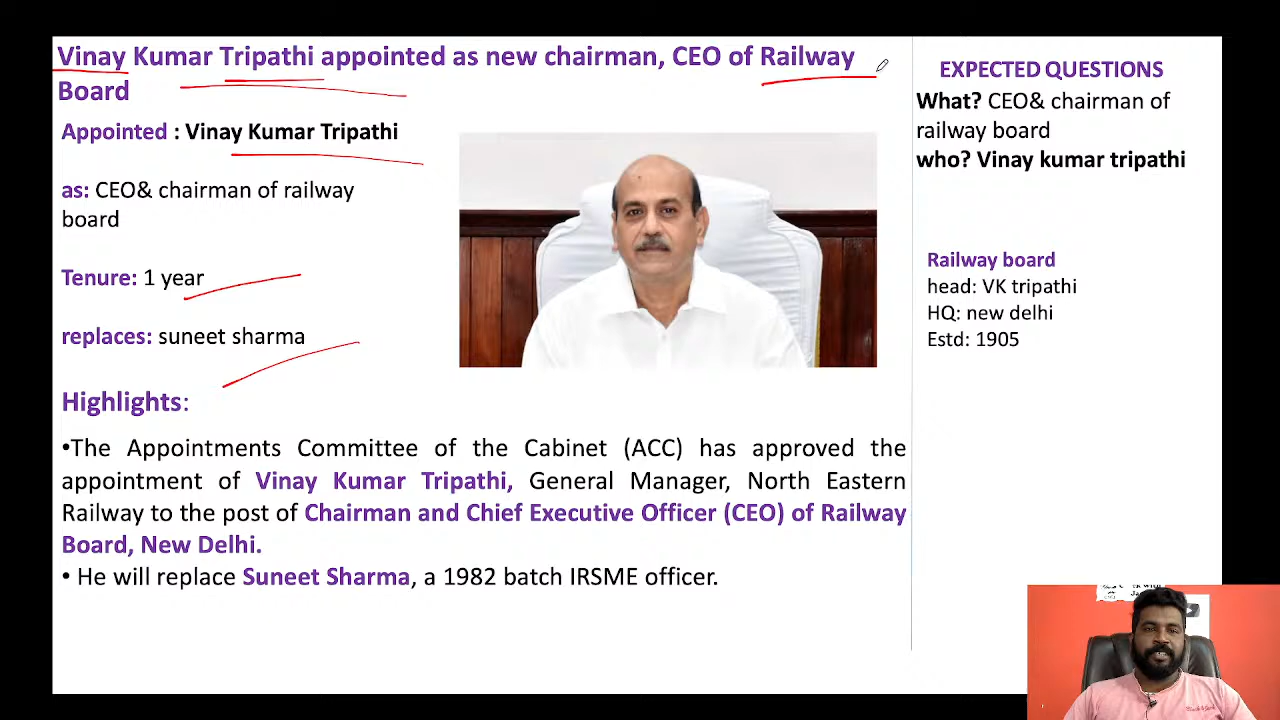 Vinay Kumar Tripathi appointed as new chairman, CEO of Railway
Board
Appointed : Vinay Kumar Tripathi
as: CEO& chairman of railway
board
Tenure: 1 year
replaces: suneet sharma
Highlights:
•The Appointments Committee of the Cabinet (ACC) has approved the
appointment of Vinay Kumar Tripathi, General Manager, North Eastern
Railway to the post of Chairman and Chief Executive Officer (CEO) of Railway
Board, New Delhi.
• He will replace Suneet Sharma, a 1982 batch IRSME officer.
EXPECTED QUESTIONS
What? CEO& chairman of
railway board
who? Vinay kumar tripathi
Railway board
head: VK tripathi
HQ: new delhi
Estd: 1905